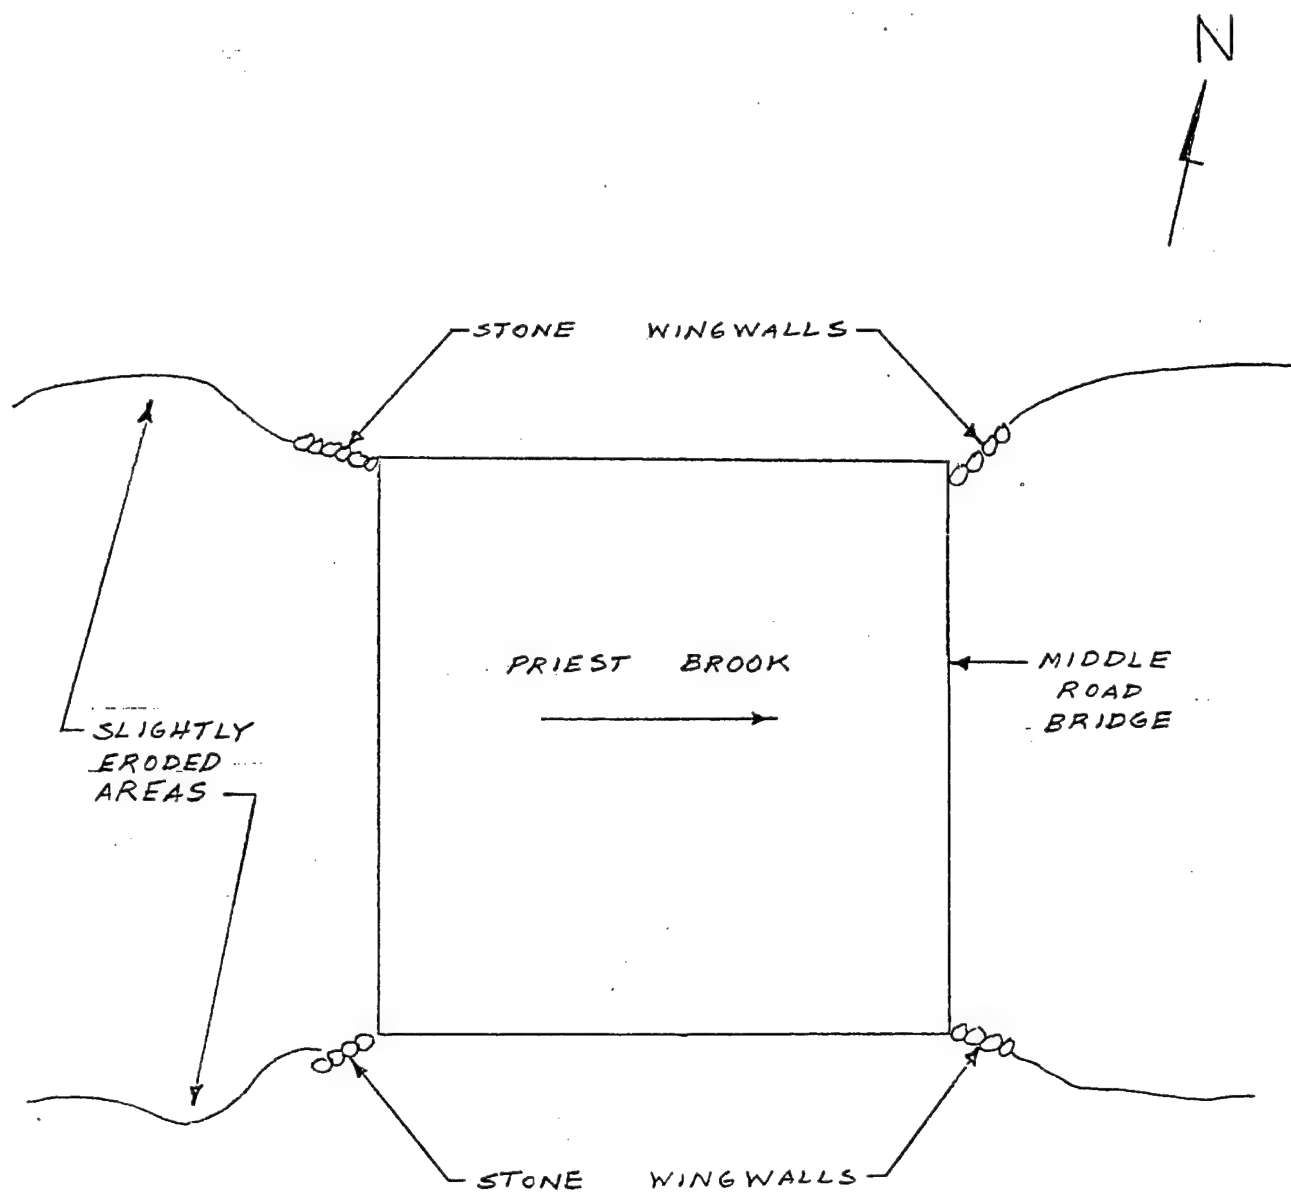 N
STONE WINGWALLS
PRIEST BROOK
MIDDLE
ROAD
BRIDGE
SLIGHTLY
ERODED
AREAS
STONE WINGWALLS